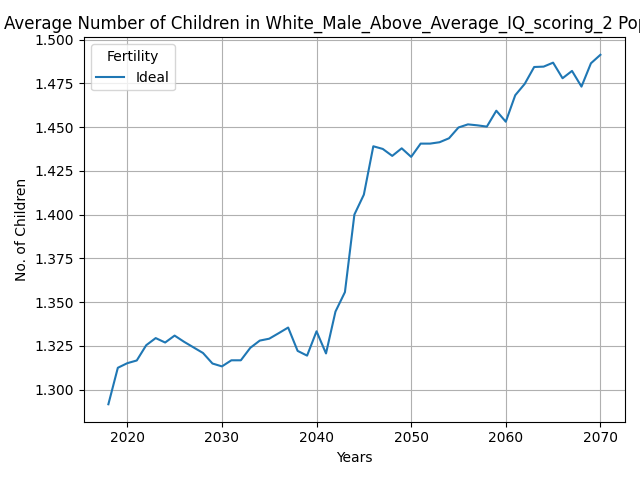 Average Number of Children in White_Male_Above_Average_IQ_scoring_2 Po
1.500
1.475
1.450
1.425
1.400
1.375
1.350
1.325
1.300
No. of Children
Fertility
Ideal
2020 2030 2040 2050 2060 2070
Years